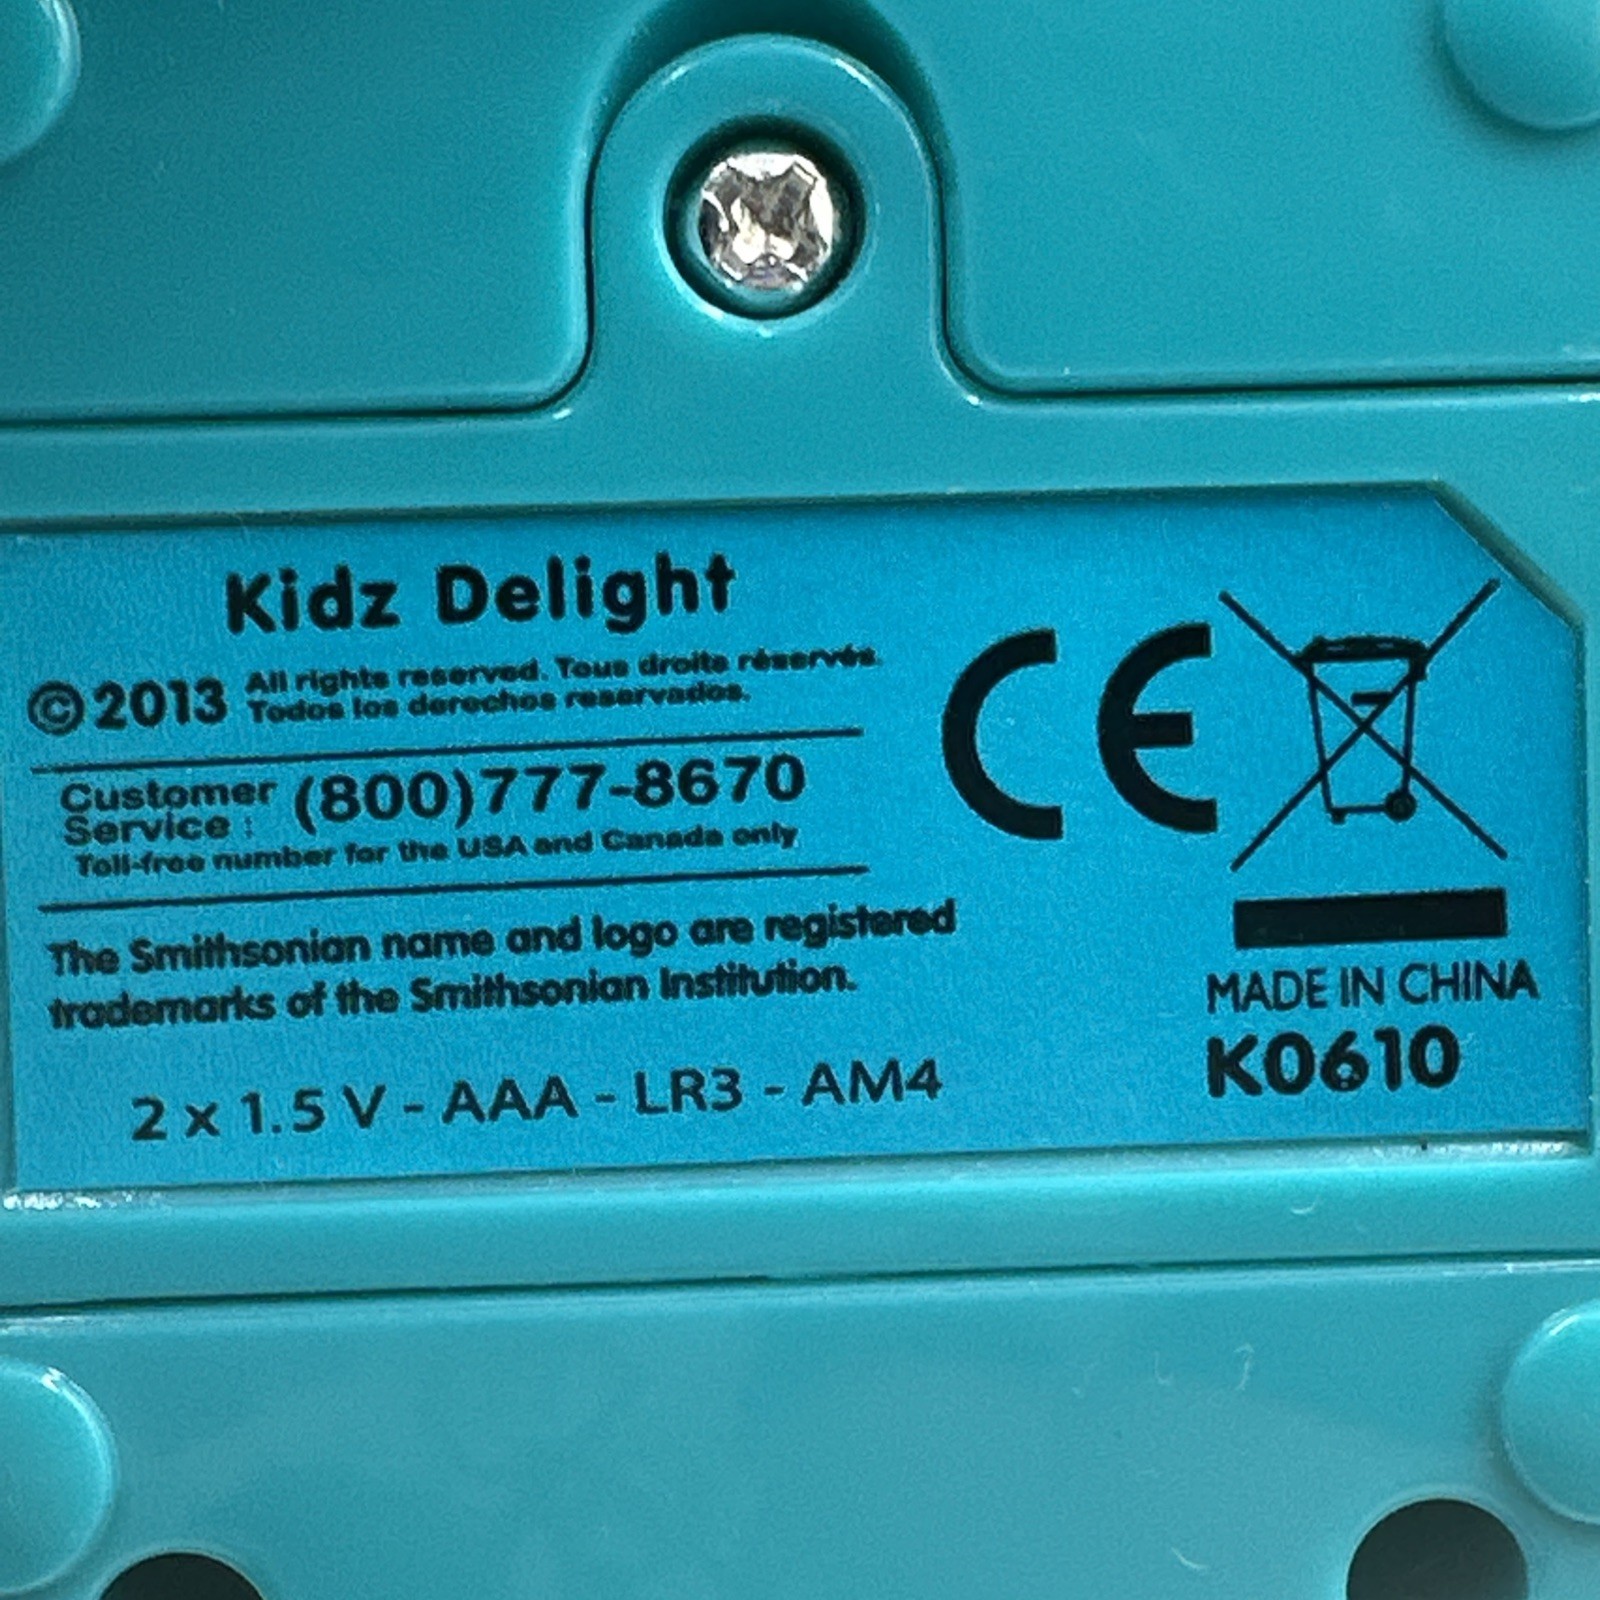 Kidz Delight
©2013 All rights reserved. Tous droits réservés.
Todos los derechos reservados.
Customer
Service : (800)777-8670
Toll-free number for the USA and Canada only
The Smithsonian name and logo are registered
trademarks of the Smithsonian Institution.
2 x 1.5 V - AAA - LR3 - AM4
CE
MADE IN CHINA
K0610